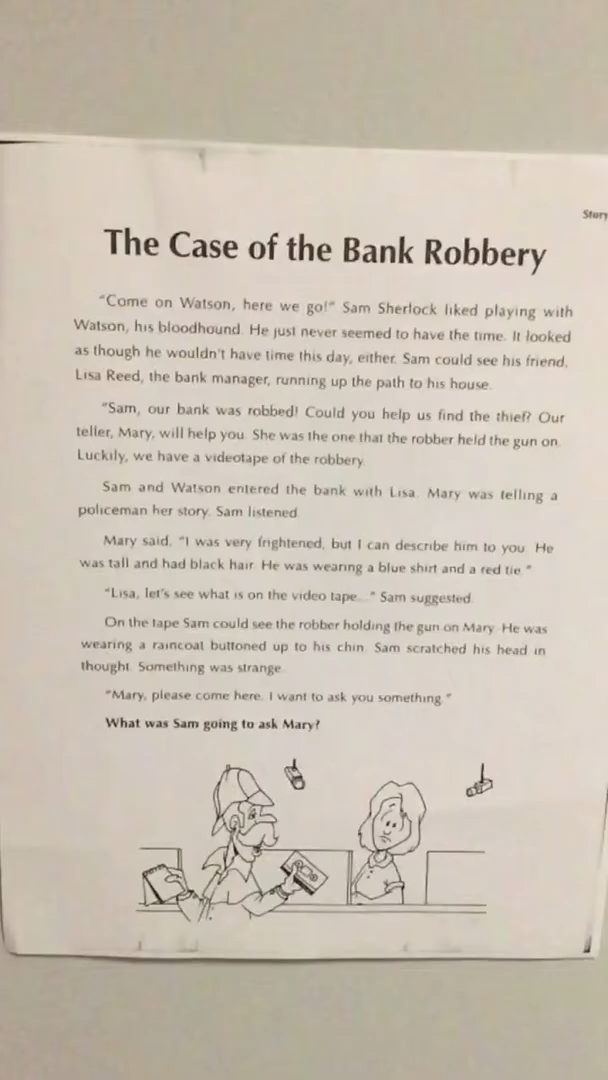 Story
The Case of the Bank Robbery
"Come on Watson, here we go!" Sam Sherlock liked playing with
Watson, his bloodhound. He just never seemed to have the time. It looked
as though he wouldn't have time this day, either. Sam could see his friend,
Lisa Reed, the bank manager, running up the path to his house.
"Sam, our bank was robbed! Could you help us find the thief? Our
teller, Mary, will help you. She was the one that the robber held the gun on.
Luckily, we have a videotape of the robbery.
Sam and Watson entered the bank with Lisa. Mary was telling a
policeman her story. Sam listened.
Mary said, "I was very frightened, but I can describe him to you. He
was tall and had black hair. He was wearing a blue shirt and a red tie."
"Lisa, let's see what is on the video tape..." Sam suggested.
On the tape Sam could see the robber holding the gun on Mary. He was
wearing a raincoat buttoned up to his chin. Sam scratched his head in
thought. Something was strange.
"Mary, please come here. I want to ask you something."
What was Sam going to ask Mary?